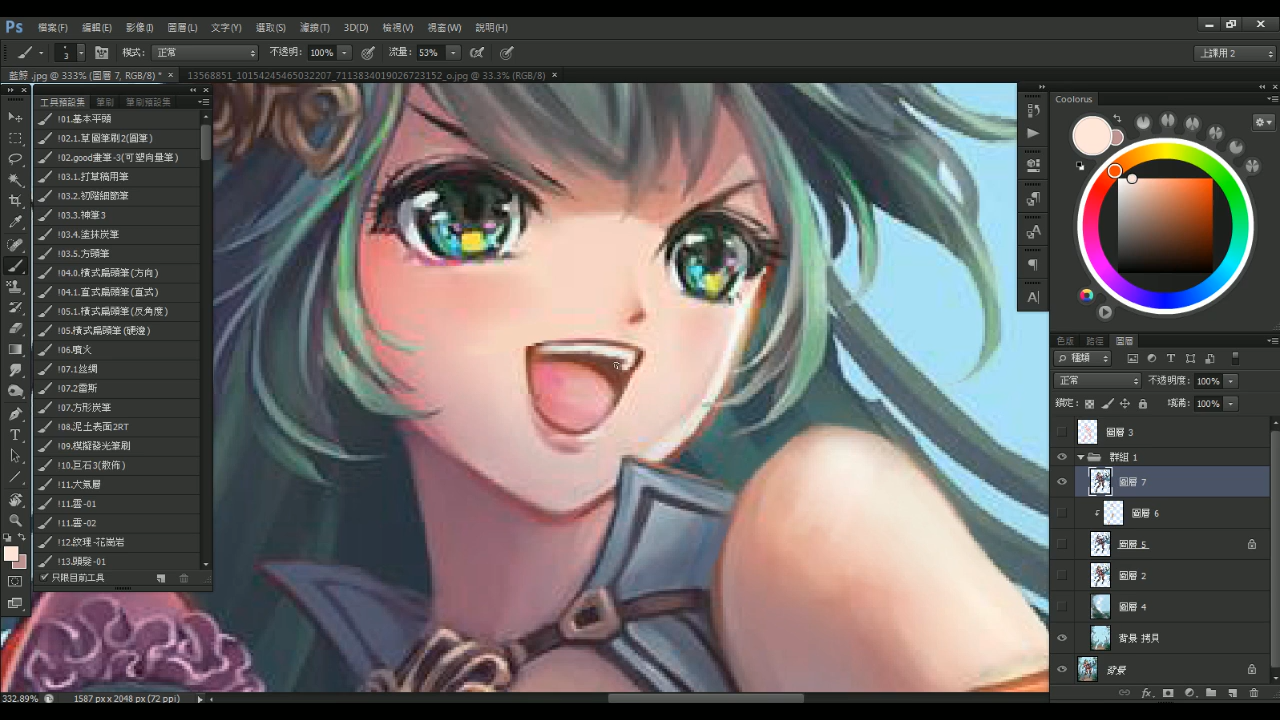 Ps 檔案(F) 編輯(E) 影像(I) 圖層(L) 文字(Y) 選取(S) 濾鏡(T) 3D(D) 檢視(V) 視窗(W) 說明(H)
3 模式: 正常 不透明: 100% 流量: 53% 上課用 2
藍鯨 .jpg @ 333% (圖層 7, RGB/8) * × 13568851_10154245465032207_7113834019026723152_o.jpg @ 33.3% (RGB/8) ×
工具預設集 筆刷 筆刷預設集
!01.基本平頭
!02.1.草圖筆刷2(圓筆)
!02.good畫筆-3(可塑向量筆)
!03.1.打草稿用筆
!03.2.初階細節筆
!03.3.神筆3
!03.4.塗抹炭筆
!03.5.方頭筆
!04.0.橫式扁頭筆(方向)
!04.1.直式扁頭筆(直式)
!05.1.橫式扁頭筆(反角度)
!05.橫式扁頭筆(硬邊)
!06.噴火
!07.1絲綢
!07.2蕾斯
!07.方形炭筆
!08.泥土表面2RT
!09.模擬發光筆刷
!10.巨石3(散佈)
!11.大氣層
!11.雲-01
!11.雲-02
!12.紋理-花崗岩
!13.頭髮-01
只限目前工具
Coolorus
色版 路徑 圖層
種類
正常 不透明度: 100%
鎖定: 填滿: 100%
圖層 3
群組 1
圖層 7
圖層 6
圖層 5
圖層 2
圖層 4
背景 拷貝
背景
332.89% 1587 px x 2048 px (72 ppi)